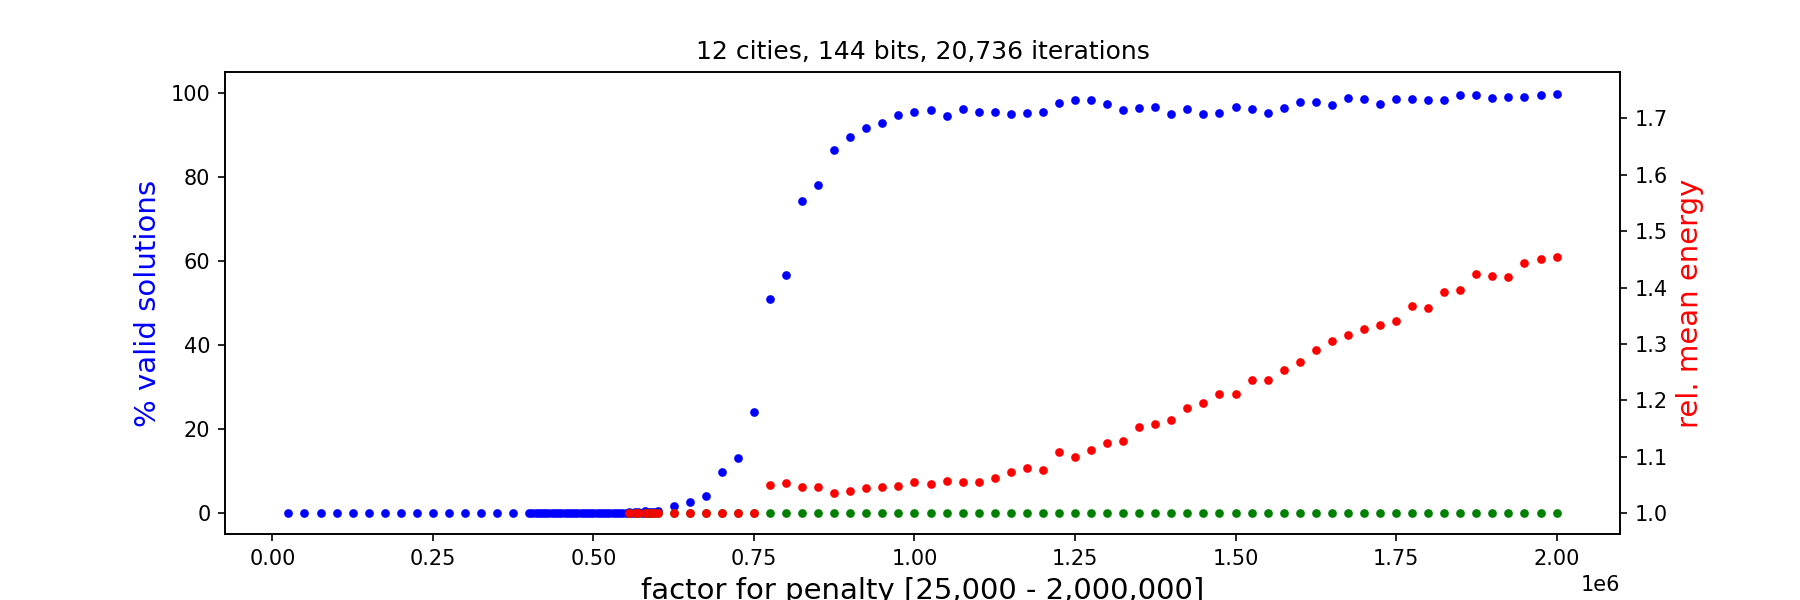 12 cities, 144 bits, 20,736 iterations
100
80
60
40
20
0
% valid solutions
1.7
1.6
1.5
1.4
1.3
1.2
1.1
1.0
rel. mean energy
0.00 0.25 0.50 0.75 1.00 1.25 1.50 1.75 2.00
1e6
factor for penalty [25,000 - 2,000,000]